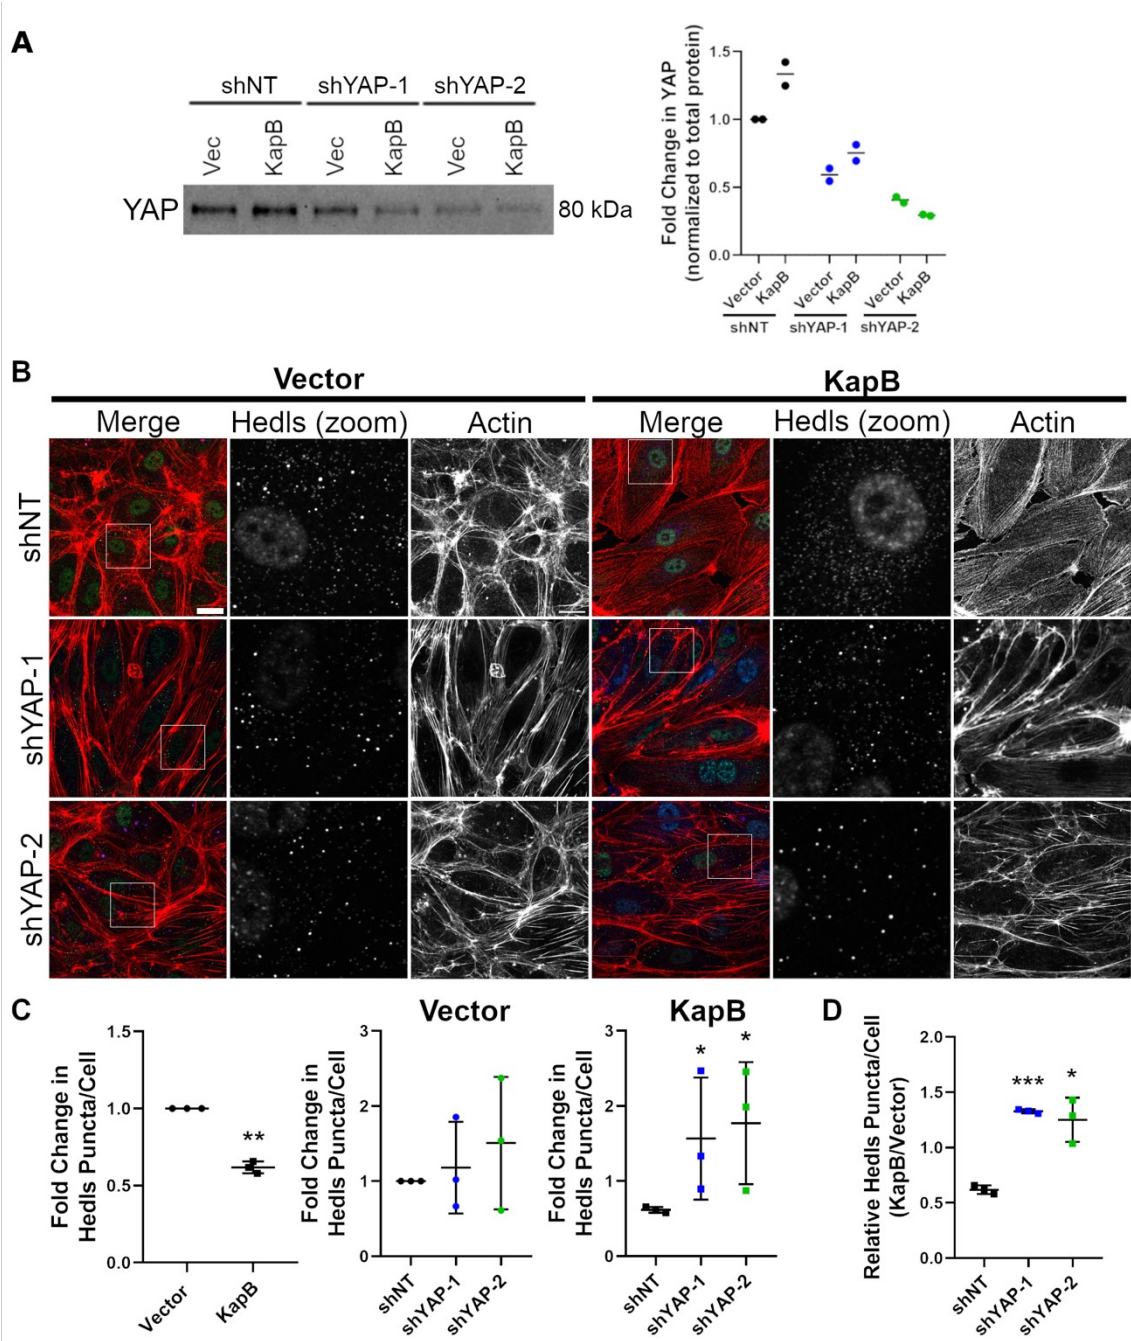 A
shNT shYAP-1 shYAP-2
Vec KapB Vec KapB Vec KapB
YAP 80 kDa
Fold Change in YAP
(normalized to total protein)
1.5
1.0
0.5
0.0
Vector KapB Vector KapB Vector KapB
shNT shYAP-1 shYAP-2
B
Vector KapB
Merge Hedls (zoom) Actin Merge Hedls (zoom) Actin
shNT
shYAP-1
shYAP-2
C
Fold Change in
Hedls Puncta/Cell
1.5
1.0
0.5
0.0
**
Vector KapB
Vector
Fold Change in
Hedls Puncta/Cell
3
2
1
0
shNT shYAP-1 shYAP-2
KapB
Fold Change in
Hedls Puncta/Cell
3
2
1
0
* *
shNT shYAP-1 shYAP-2
D
Relative Hedls Puncta/Cell
(KapB/Vector)
2.0
1.5
1.0
0.5
0.0
*** *
shNT shYAP-1 shYAP-2